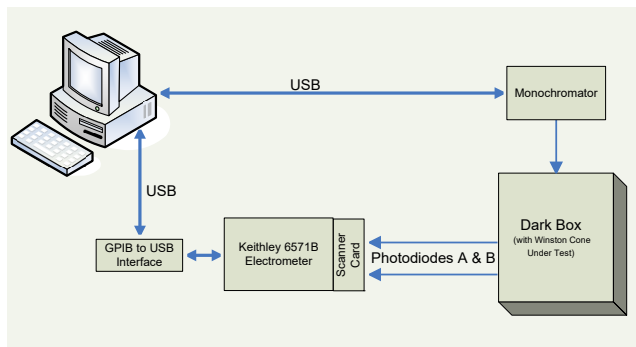 USB
Monochromator
USB
Dark Box
(with Winston Cone
Under Test)
GPIB to USB
Interface
Keithley 6571B
Electrometer
Scanner
Card
Photodiodes A & B